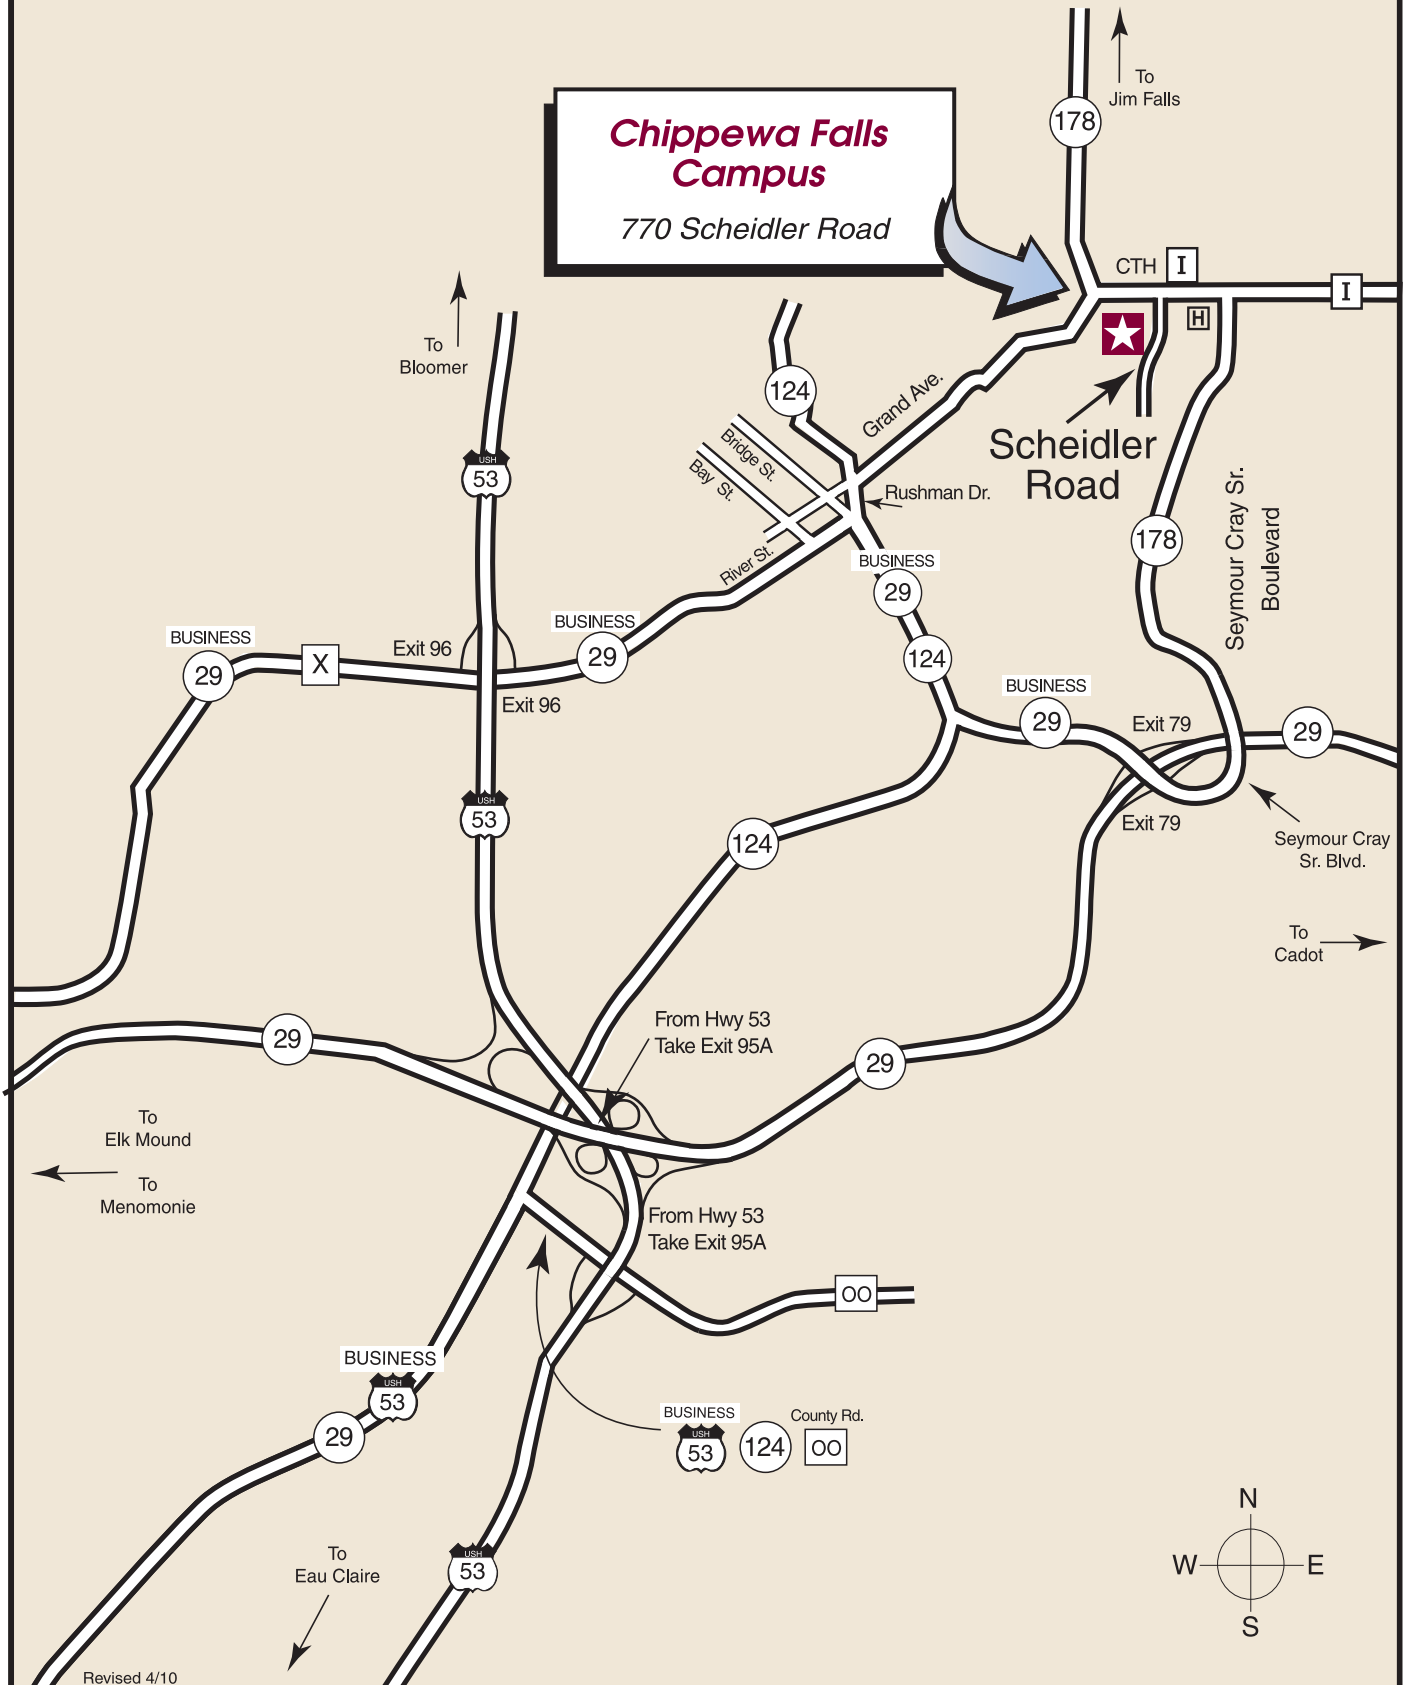 To
Jim Falls
178
Chippewa Falls
Campus
770 Scheidler Road
CTH I
I
H
To
Bloomer
124
Grand Ave.
Scheidler
Road
Bridge St.
Bay St.
USH
53
Rushman Dr.
Seymour Cray Sr.
Boulevard
178
River St.
BUSINESS
29
BUSINESS
29
BUSINESS
29
X
Exit 96
Exit 96
124
BUSINESS
29
Exit 79
29
USH
53
Exit 79
124
Seymour Cray
Sr. Blvd.
To
Cadot
From Hwy 53
Take Exit 95A
29
29
To
Elk Mound
To
Menomonie
From Hwy 53
Take Exit 95A
OO
BUSINESS
USH
53
29
BUSINESS
USH
53
124
County Rd.
OO
To
Eau Claire
USH
53
N
W E
S
Revised 4/10